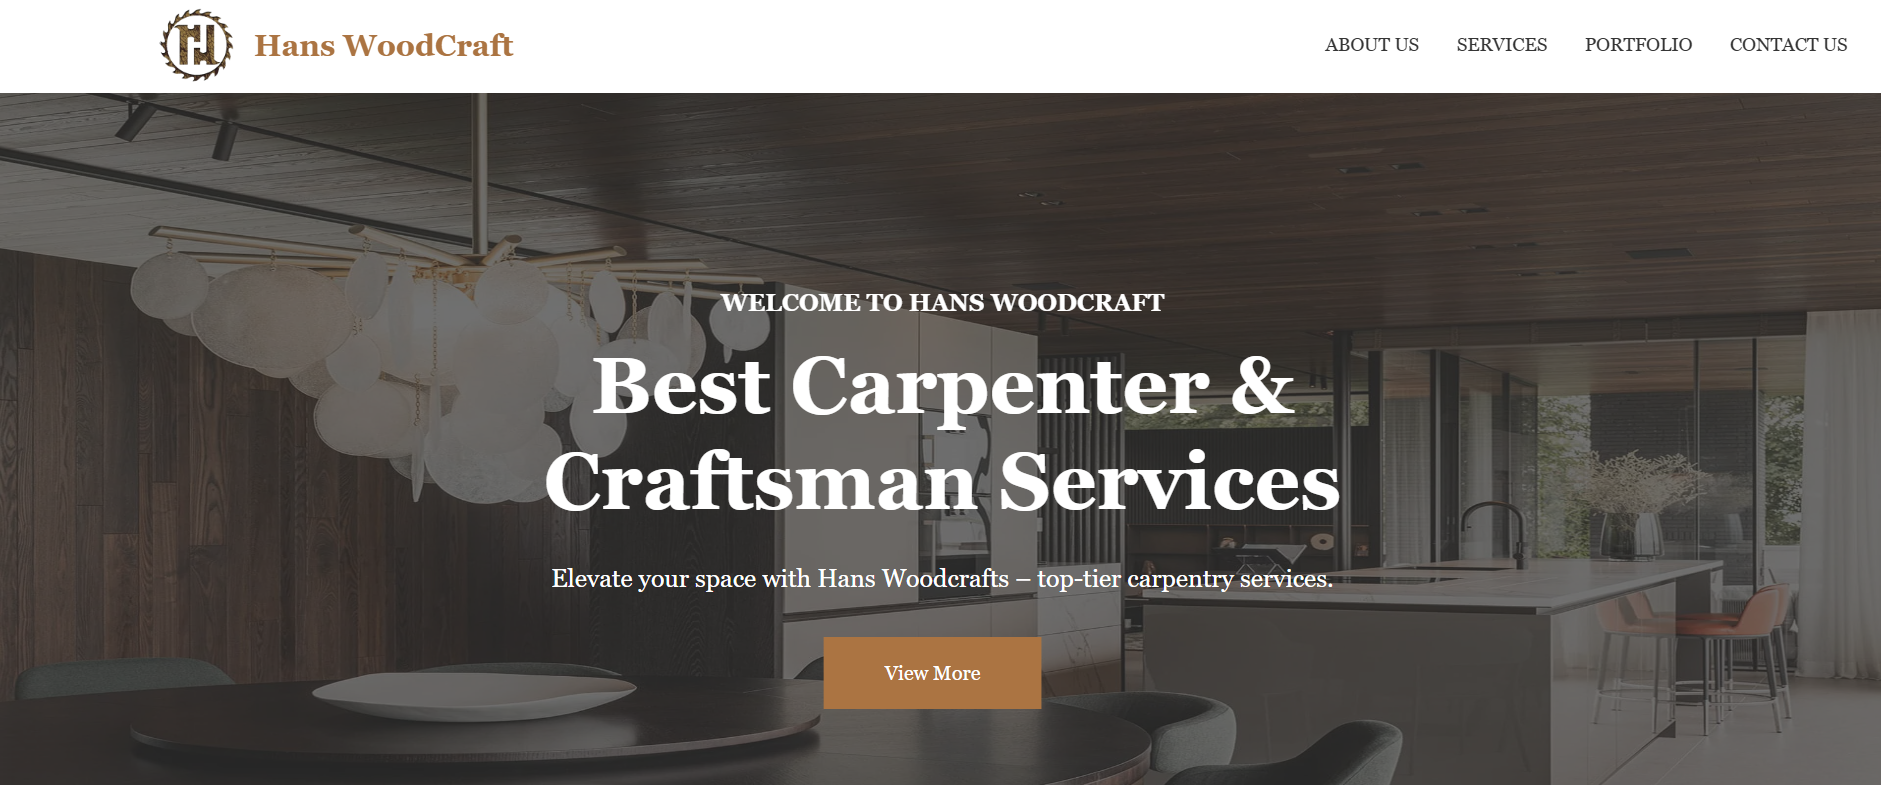 Hans WoodCraft
ABOUT US SERVICES PORTFOLIO CONTACT US
WELCOME TO HANS WOODCRAFT
Best Carpenter &
Craftsman Services
Elevate your space with Hans Woodcrafts – top-tier carpentry services.
View More